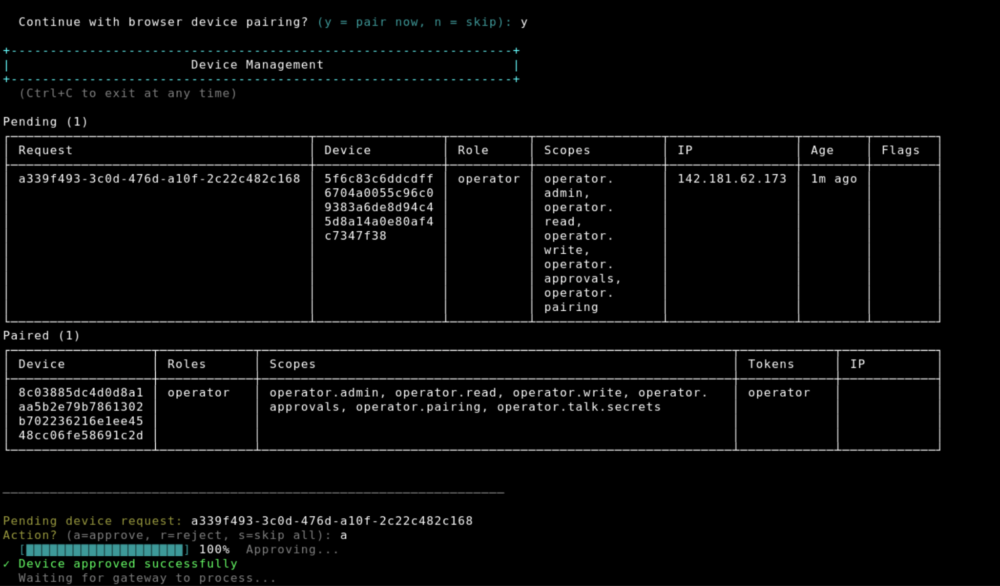 Continue with browser device pairing? (y = pair now, n = skip): y
+----------------------------------------------------------------+
| Device Management |
+----------------------------------------------------------------+
(Ctrl+C to exit at any time)
Pending (1)
Request Device Role Scopes IP Age Flags
a339f493-3c0d-476d-a10f-2c22c482c168 5f6c83c6ddcdff operator operator. 142.181.62.173 1m ago
6704a0055c96c0 admin,
9383a6de8d94c4 operator.
5d8a14a0e80af4 read,
c7347f38 operator.
write,
operator.
approvals,
operator.
pairing
Paired (1)
Device Roles Scopes Tokens IP
8c03885dc4d0d8a1 operator operator.admin, operator.read, operator.write, operator. operator
aa5b2e79b7861302 approvals, operator.pairing, operator.talk.secrets
b702236216e1ee45
48cc06fe58691c2d
Pending device request: a339f493-3c0d-476d-a10f-2c22c482c168
Action? (a=approve, r=reject, s=skip all): a
[████████████████████] 100% Approving...
✓ Device approved successfully
Waiting for gateway to process...